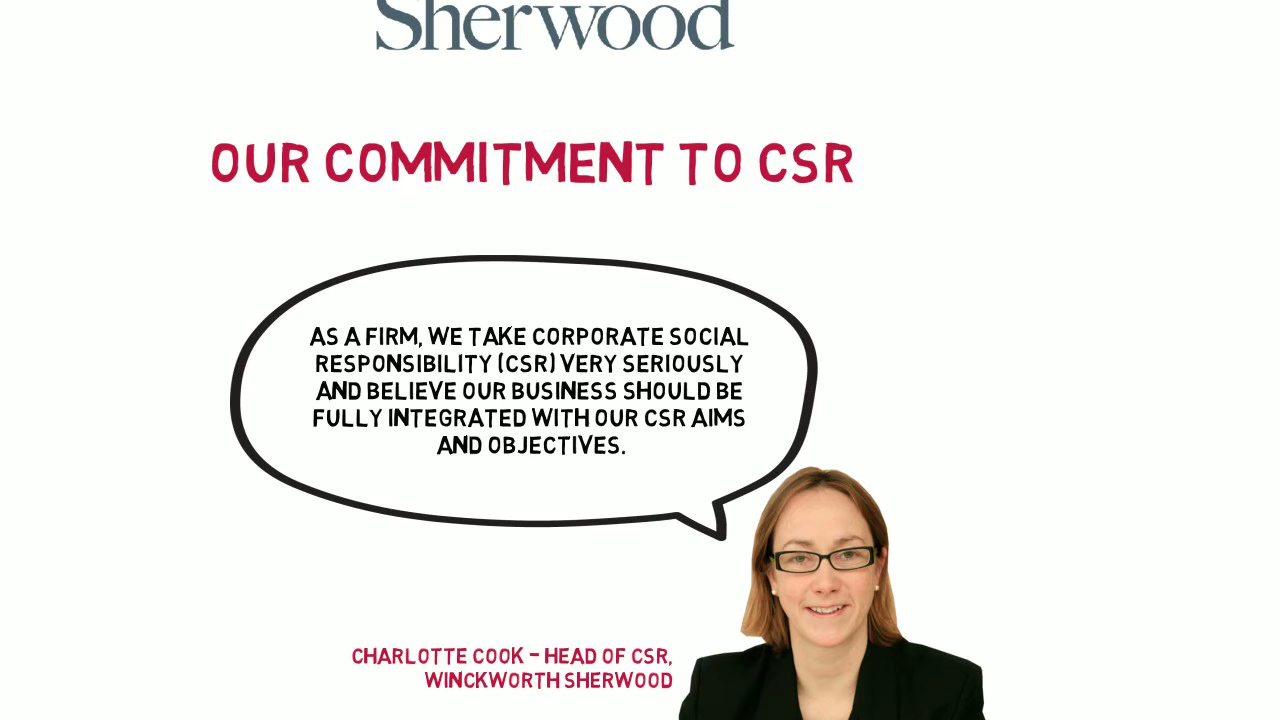 Sherwood
OUR COMMITMENT TO CSR
AS A FIRM, WE TAKE CORPORATE SOCIAL
RESPONSIBILITY (CSR) VERY SERIOUSLY
AND BELIEVE OUR BUSINESS SHOULD BE
FULLY INTEGRATED WITH OUR CSR AIMS
AND OBJECTIVES.
CHARLOTTE COOK - HEAD OF CSR,
WINCKWORTH SHERWOOD